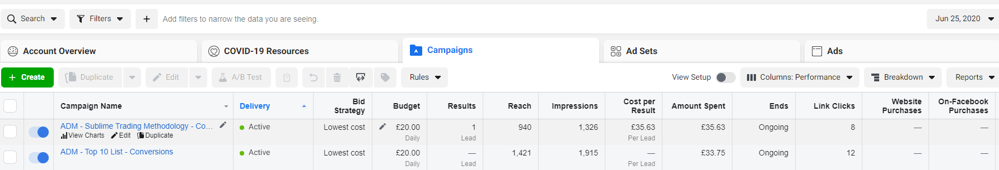 Search Filters + Add filters to narrow the data you are seeing. Jun 25, 2020
Account Overview COVID-19 Resources Campaigns Ad Sets Ads
+ Create Duplicate Edit A/B Test Rules View Setup Columns: Performance Breakdown Reports
Campaign Name Delivery Bid Strategy Budget Results Reach Impressions Cost per Result Amount Spent Ends Link Clicks Website Purchases On-Facebook Purchases
ADM - Sublime Trading Methodology - Co... Active Lowest cost £20.00 1 940 1,326 £35.63 £35.63 Ongoing 8 — —
View Charts Edit Duplicate Daily Lead Per Lead
ADM - Top 10 List - Conversions Active Lowest cost £20.00 — 1,421 1,915 — £33.75 Ongoing 12 — —
Daily Lead Per Lead